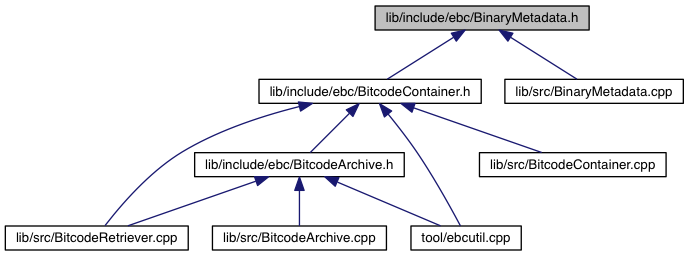 lib/include/ebc/BinaryMetadata.h
lib/include/ebc/BitcodeContainer.h
lib/src/BinaryMetadata.cpp
lib/include/ebc/BitcodeArchive.h
lib/src/BitcodeContainer.cpp
lib/src/BitcodeRetriever.cpp
lib/src/BitcodeArchive.cpp
tool/ebcutil.cpp